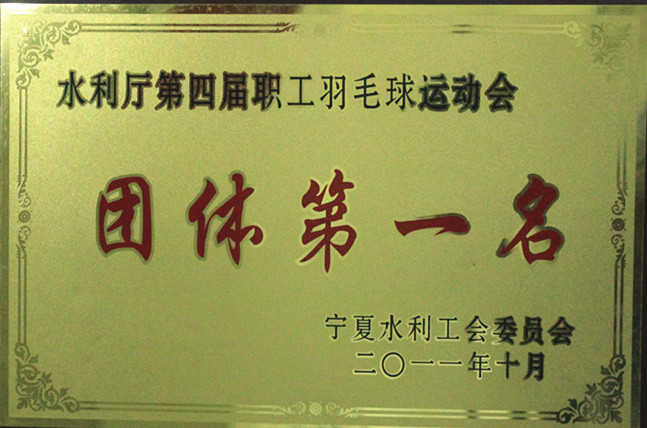 水利厅第四届职工羽毛球运动会
团体第一名
宁夏水利工会委员会
二〇一一年十月